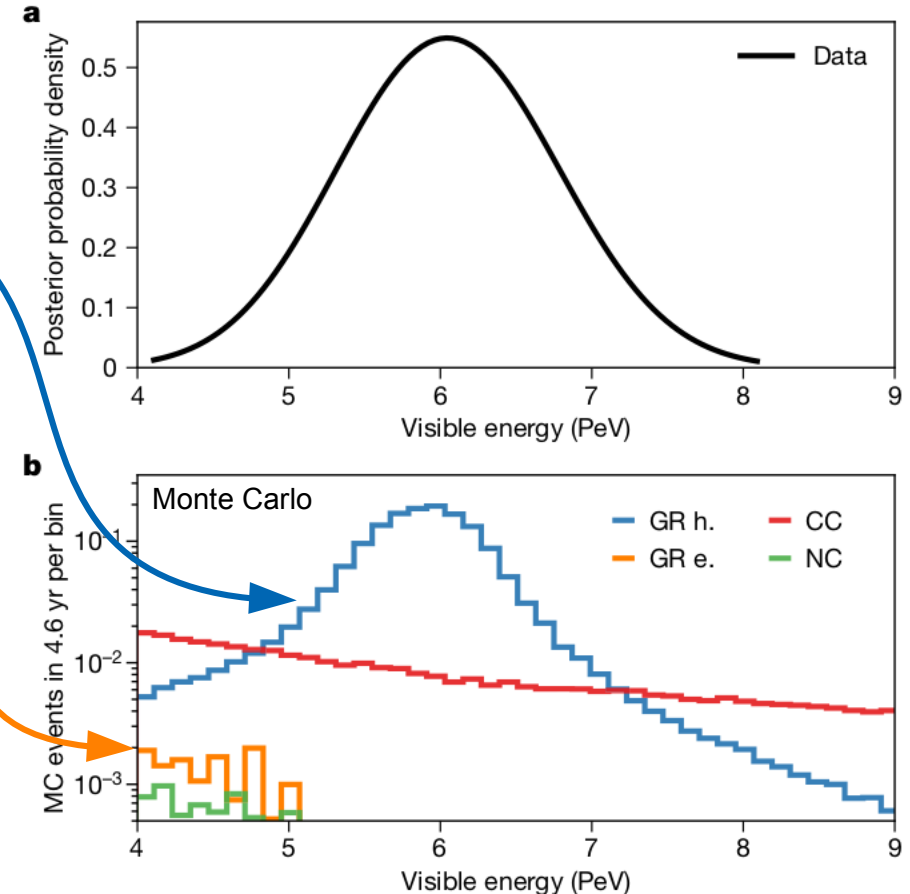 a
Posterior probability density
0.5
0.4
0.3
0.2
0.1
0
Data
4 5 6 7 8 9
Visible energy (PeV)
b
MC events in 4.6 yr per bin
10⁻¹
10⁻²
10⁻³
Monte Carlo
GR h. CC
GR e. NC
4 5 6 7 8 9
Visible energy (PeV)